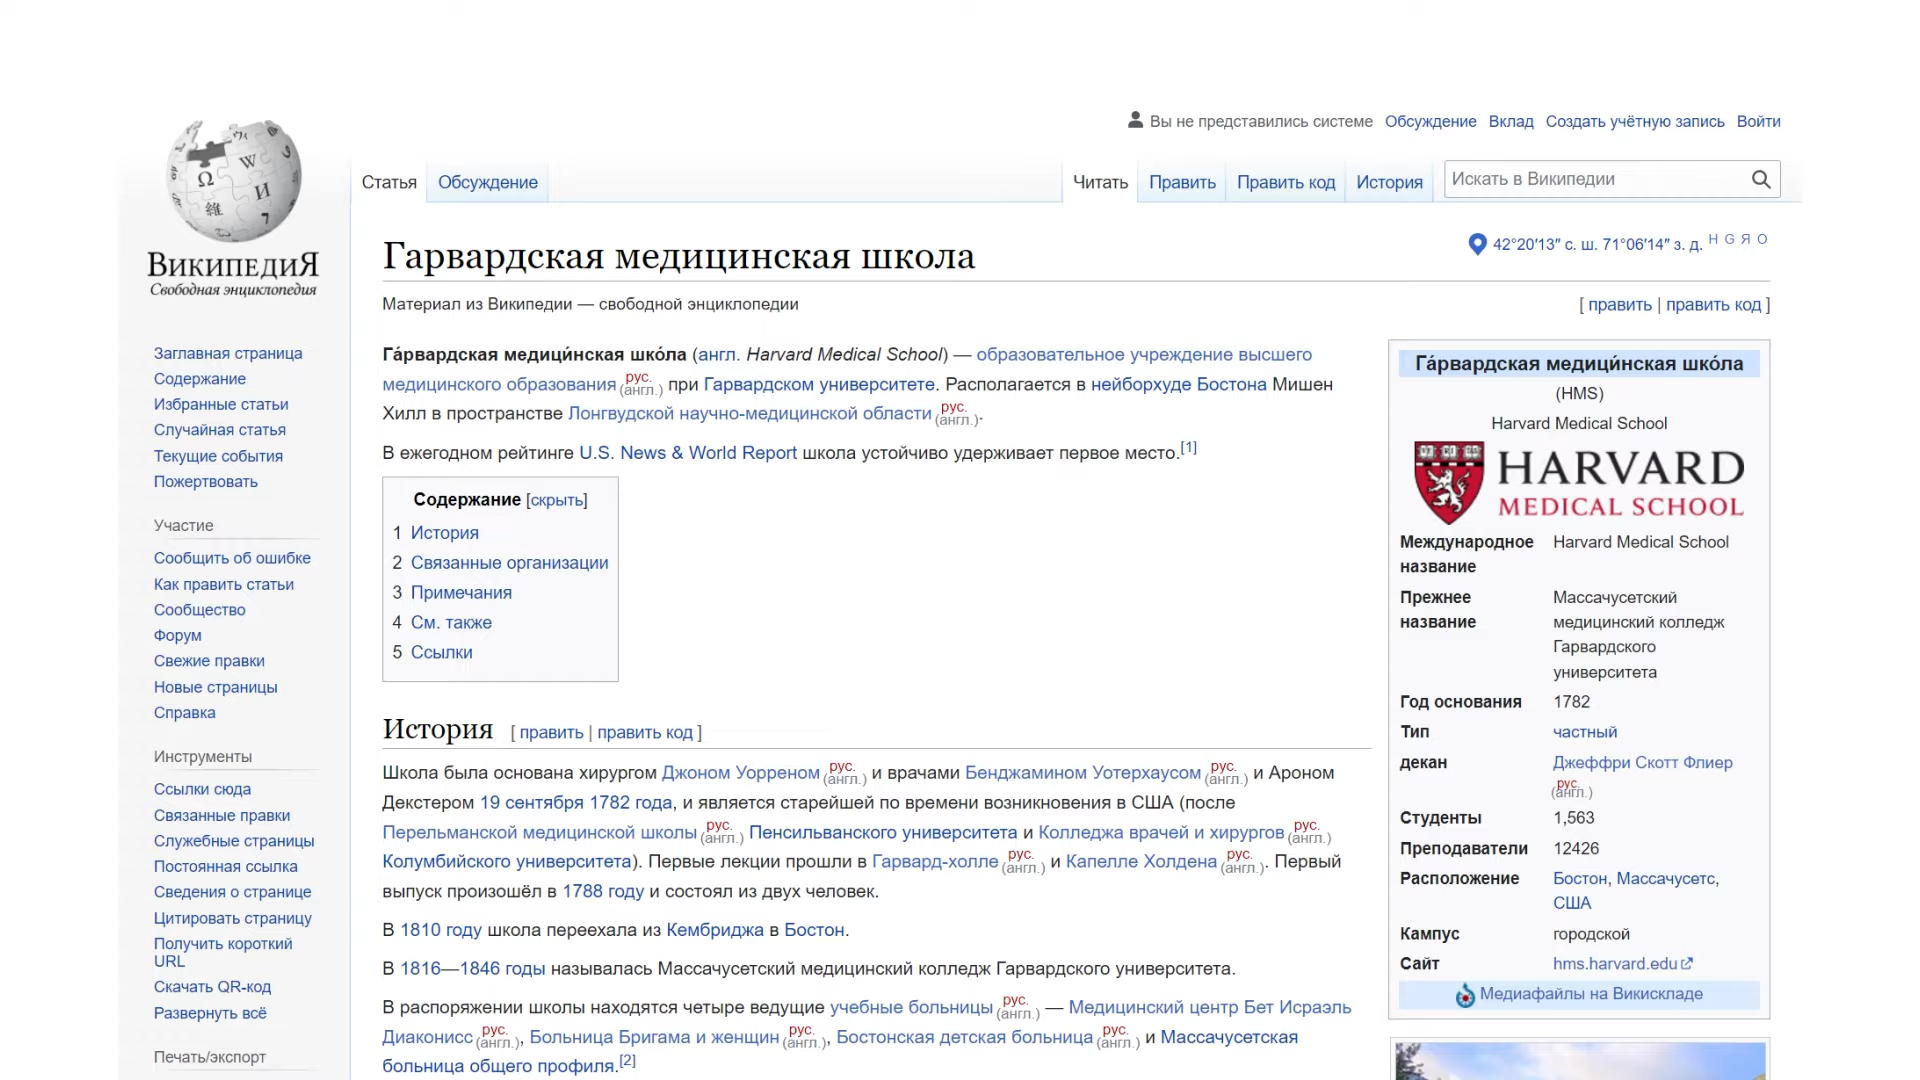 Вы не представились системе Обсуждение Вклад Создать учётную запись Войти
Статья Обсуждение Читать Править Править код История Искать в Википедии
ВИКИПЕДИЯ
Свободная энциклопедия
Заглавная страница
Содержание
Избранные статьи
Случайная статья
Текущие события
Пожертвовать
Участие
Сообщить об ошибке
Как править статьи
Сообщество
Форум
Свежие правки
Новые страницы
Справка
Инструменты
Ссылки сюда
Связанные правки
Служебные страницы
Постоянная ссылка
Сведения о странице
Цитировать страницу
Получить короткий
URL
Скачать QR-код
Развернуть всё
Печать/экспорт
Гарвардская медицинская школа
42°20′13″ с. ш. 71°06′14″ з. д. H G Я O
Материал из Википедии — свободной энциклопедии
[ править | править код ]
Га́рвардская медици́нская шко́ла (англ. Harvard Medical School) — образовательное учреждение высшего
медицинского образования рус. (англ.) при Гарвардском университете. Располагается в нейборхуде Бостона Мишен
Хилл в пространстве Лонгвудской научно-медицинской области рус. (англ.).
В ежегодном рейтинге U.S. News & World Report школа устойчиво удерживает первое место.[1]
Содержание [скрыть]
1 История
2 Связанные организации
3 Примечания
4 См. также
5 Ссылки
История [ править | править код ]
Школа была основана хирургом Джоном Уорреном рус. (англ.) и врачами Бенджамином Уотерхаусом рус. (англ.) и Ароном
Декстером 19 сентября 1782 года, и является старейшей по времени возникновения в США (после
Перельманской медицинской школы рус. (англ.) Пенсильванского университета и Колледжа врачей и хирургов рус. (англ.)
Колумбийского университета). Первые лекции прошли в Гарвард-холле рус. (англ.) и Капелле Холдена рус. (англ.). Первый
выпуск произошёл в 1788 году и состоял из двух человек.
В 1810 году школа переехала из Кембриджа в Бостон.
В 1816—1846 годы называлась Массачусетский медицинский колледж Гарвардского университета.
В распоряжении школы находятся четыре ведущие учебные больницы рус. (англ.) — Медицинский центр Бет Исраэль
Диаконисс рус. (англ.), Больница Бригама и женщин рус. (англ.), Бостонская детская больница рус. (англ.) и Массачусетская
больница общего профиля.[2]
Га́рвардская медици́нская шко́ла
(HMS)
Harvard Medical School
HARVARD
MEDICAL SCHOOL
Международное Harvard Medical School
название
Прежнее Массачусетский
название медицинский колледж
Гарвардского
университета
Год основания 1782
Тип частный
декан Джеффри Скотт Флиер
рус. (англ.)
Студенты 1,563
Преподаватели 12426
Расположение Бостон, Массачусетс,
США
Кампус городской
Сайт hms.harvard.edu
Медиафайлы на Викискладе